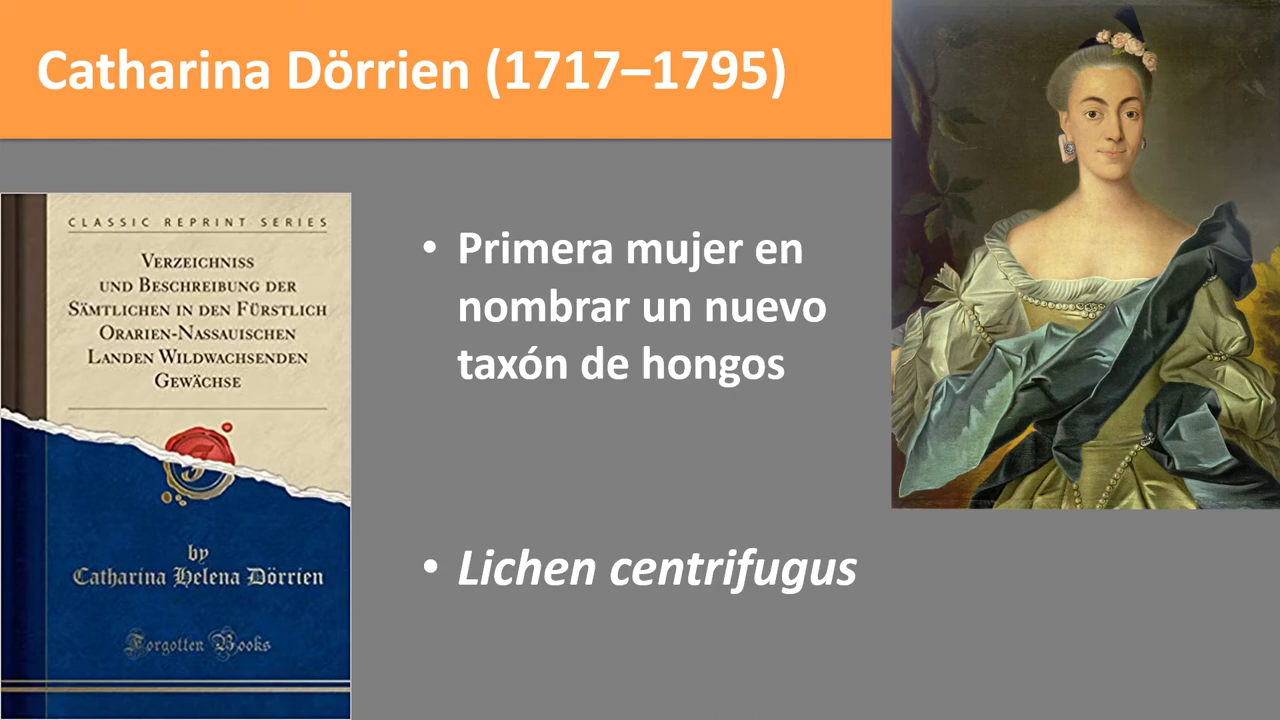 Catharina Dörrien (1717–1795)
CLASSIC REPRINT SERIES
VERZEICHNISS
UND BESCHREIBUNG DER
SÄMTLICHEN IN DEN FÜRSTLICH
ORARIEN-NASSAUISCHEN
LANDEN WILDWACHSENDEN
GEWÄCHSE
by
Catharina Helena Dörrien
Forgotten Books
• Primera mujer en
nombrar un nuevo
taxón de hongos
• Lichen centrifugus